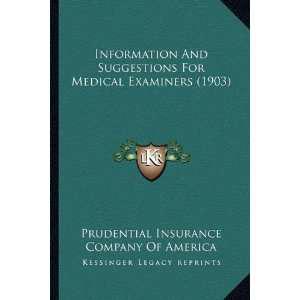 Information And
Suggestions For
Medical Examiners (1903)
LKR
Prudential Insurance
Company Of America
Kessinger Legacy Reprints